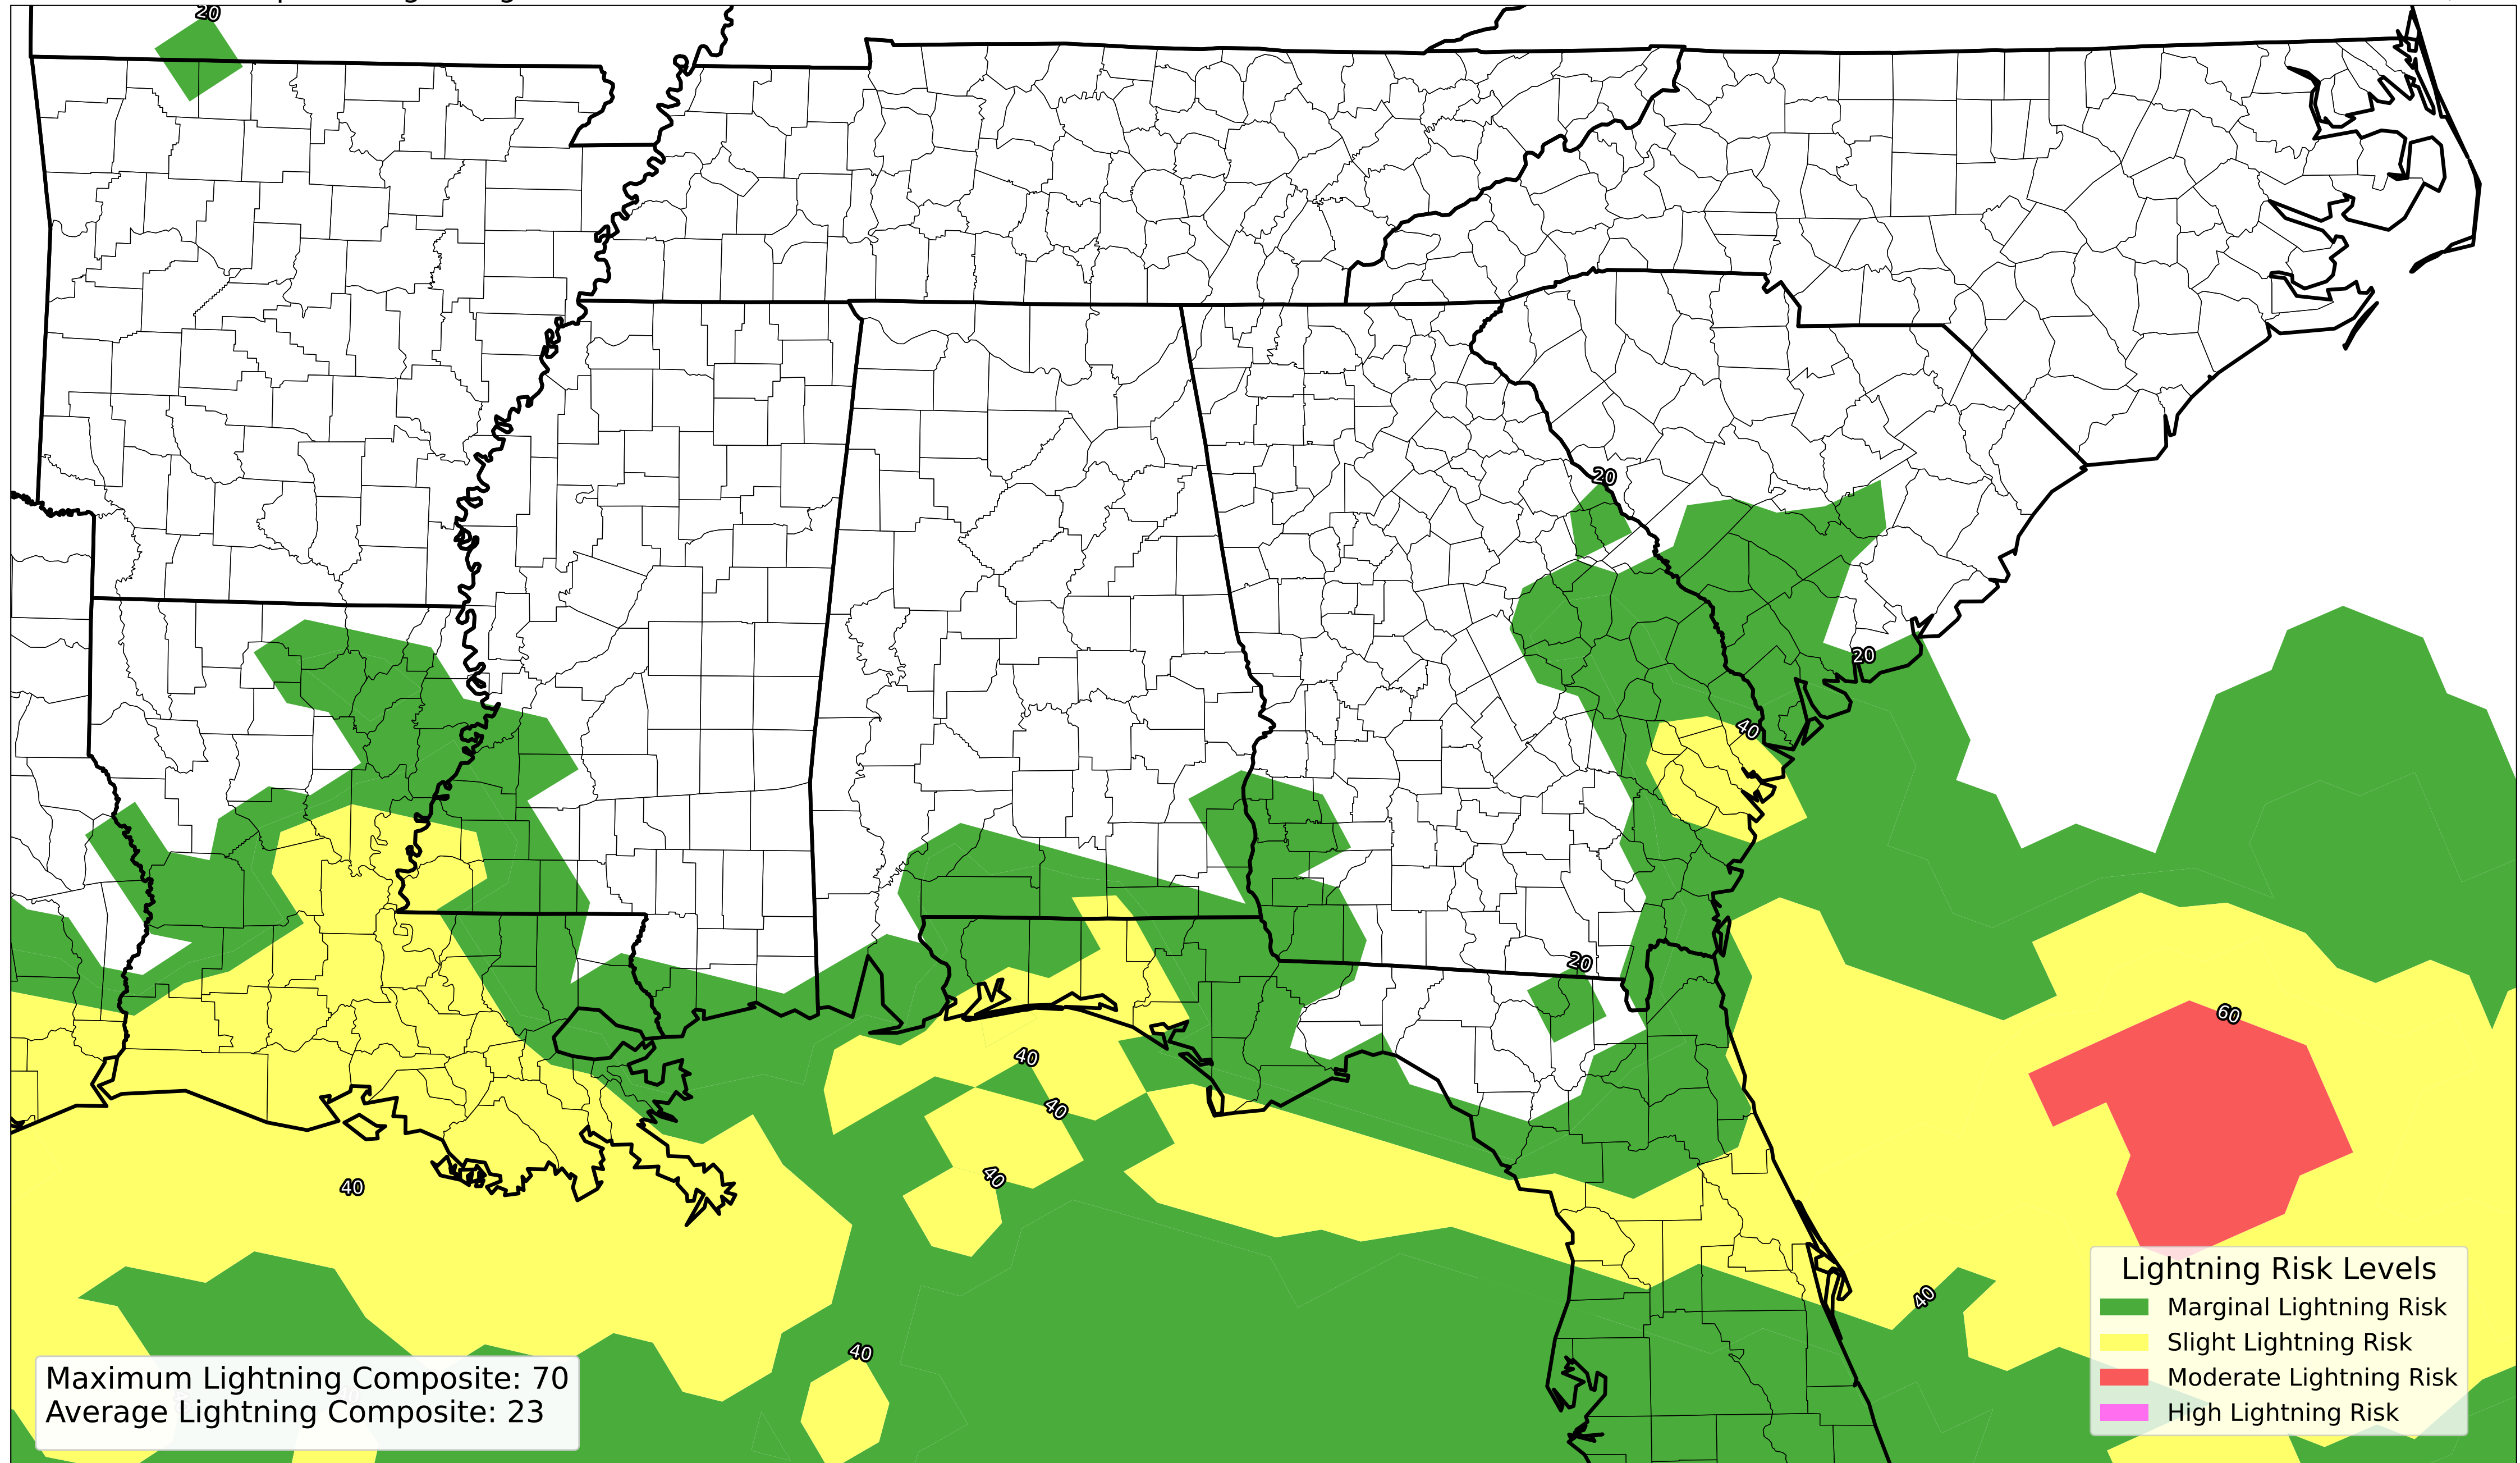 20
20
20
40
20
60
40
40
40
40
40
40
Lightning Risk Levels
Marginal Lightning Risk
Slight Lightning Risk
Moderate Lightning Risk
High Lightning Risk
Maximum Lightning Composite: 70
Average Lightning Composite: 23